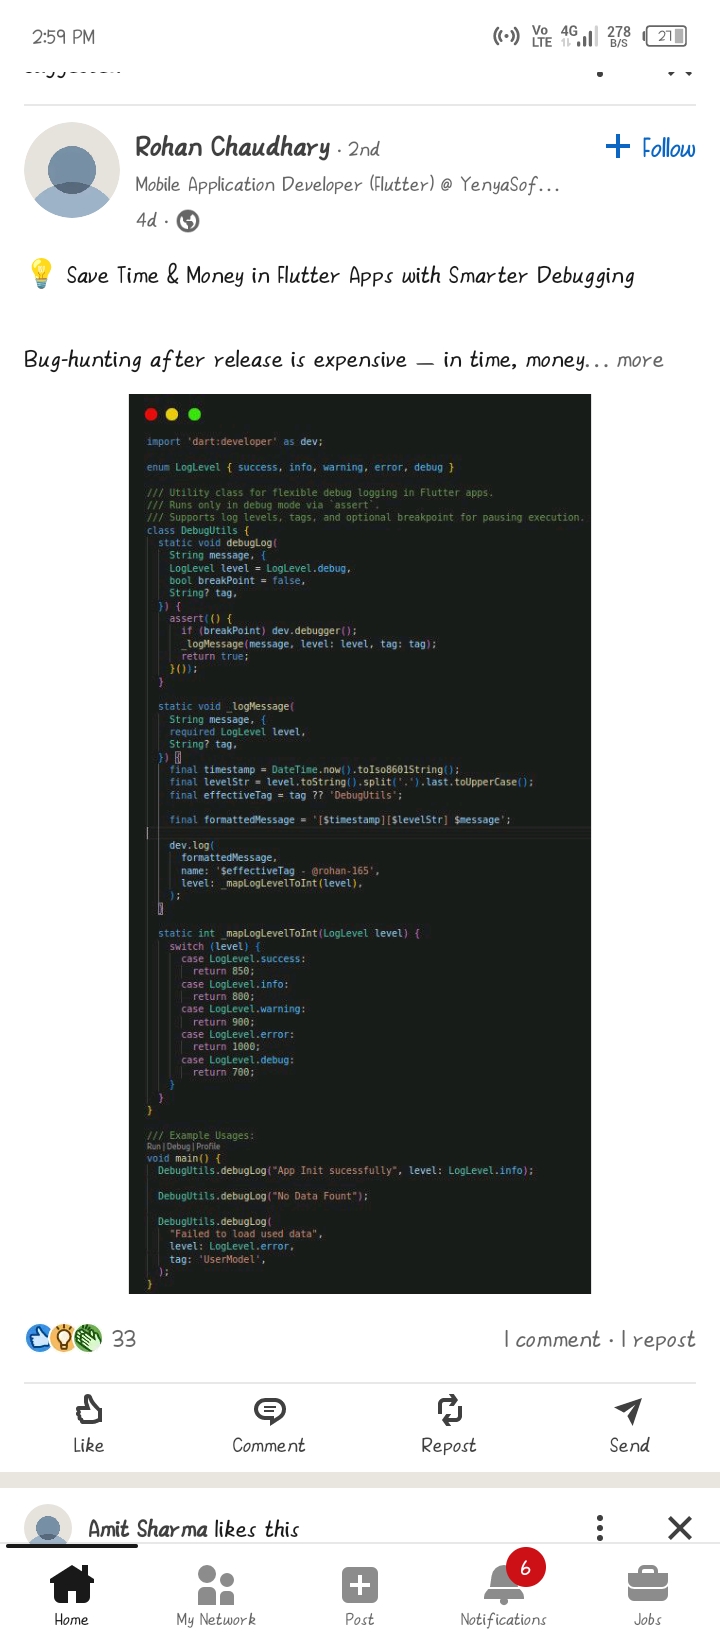 2:59 PM
Vo LTE 4G 278 B/S 27
Rohan Chaudhary · 2nd
+ Follow
Mobile Application Developer (Flutter) @ YenyaSof...
4d ·
Save Time & Money in Flutter Apps with Smarter Debugging
Bug-hunting after release is expensive — in time, money... more
import 'dart:developer' as dev;
enum LogLevel { success, info, warning, error, debug }
/// Utility class for flexible debug logging in Flutter apps.
/// Runs only in debug mode via `assert`.
/// Supports log levels, tags, and optional breakpoint for pausing execution.
class DebugUtils {
static void debugLog(
String message, {
LogLevel level = LogLevel.debug,
bool breakPoint = false,
String? tag,
}) {
assert(() {
if (breakPoint) dev.debugger();
_logMessage(message, level: level, tag: tag);
return true;
}());
}
static void _logMessage(
String message, {
required LogLevel level,
String? tag,
}) {
final timestamp = DateTime.now().toIso8601String();
final levelStr = level.toString().split('.').last.toUpperCase();
final effectiveTag = tag ?? 'DebugUtils';
final formattedMessage = '[$timestamp][$levelStr] $message';
dev.log(
formattedMessage,
name: '$effectiveTag - @rohan-165',
level: _mapLogLevelToInt(level),
);
}
static int _mapLogLevelToInt(LogLevel level) {
switch (level) {
case LogLevel.success:
return 850;
case LogLevel.info:
return 800;
case LogLevel.warning:
return 900;
case LogLevel.error:
return 1000;
case LogLevel.debug:
return 700;
}
}
}
/// Example Usages:
Run | Debug | Profile
void main() {
DebugUtils.debugLog("App Init sucessfully", level: LogLevel.info);
DebugUtils.debugLog("No Data Fount");
DebugUtils.debugLog(
"Failed to load used data",
level: LogLevel.error,
tag: 'UserModel',
);
}
33
1 comment · 1 repost
Like
Comment
Repost
Send
Amit Sharma likes this
6
Home
My Network
Post
Notifications
Jobs